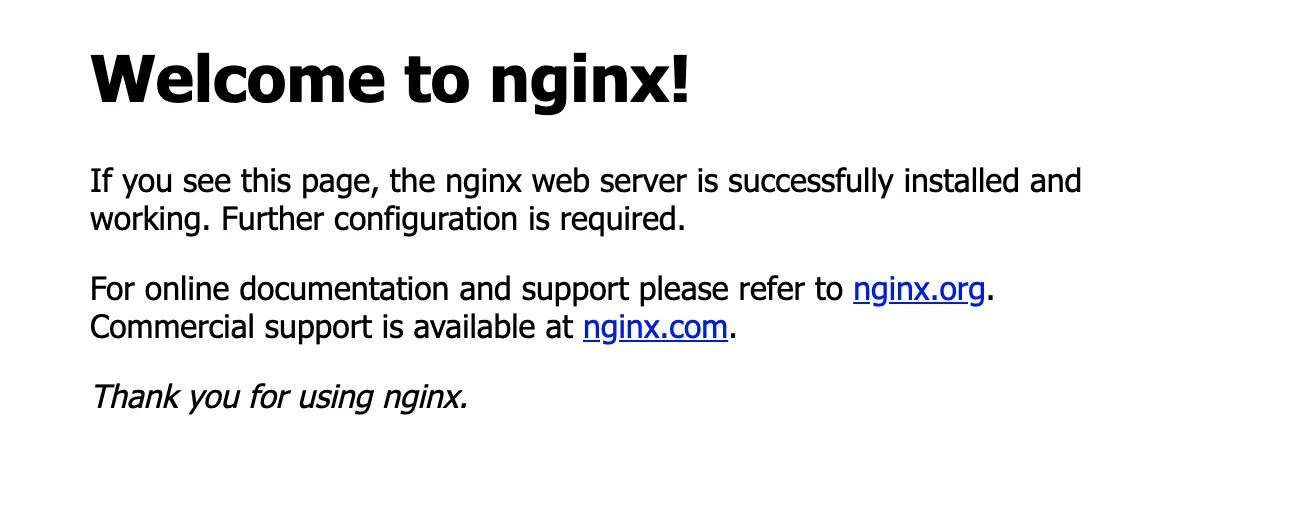 Welcome to nginx!
If you see this page, the nginx web server is successfully installed and
working. Further configuration is required.
For online documentation and support please refer to nginx.org.
Commercial support is available at nginx.com.
Thank you for using nginx.